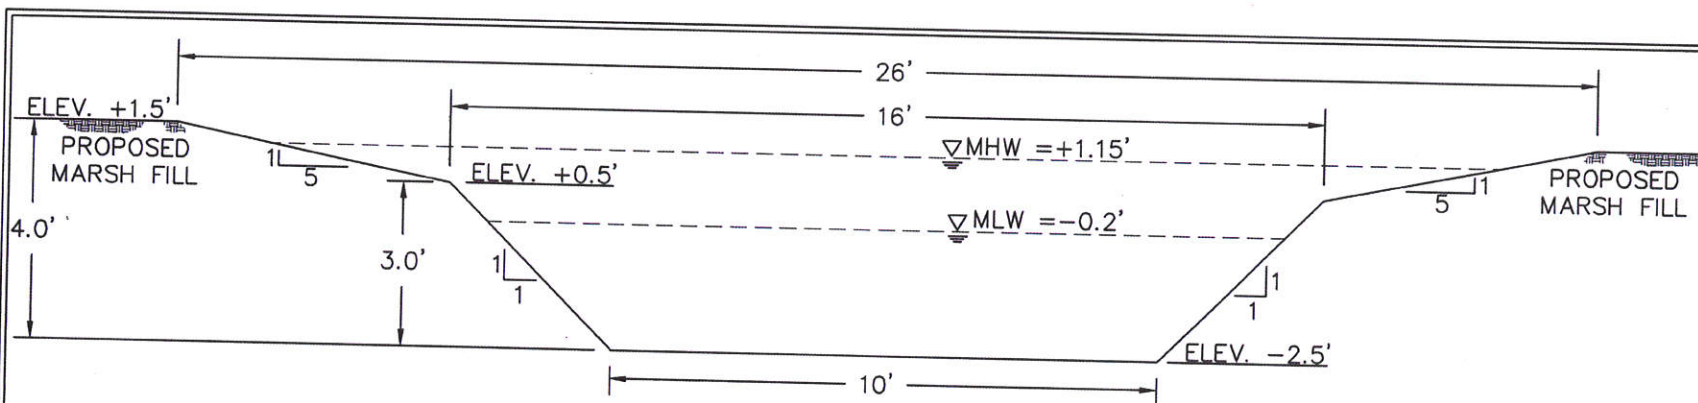 26'
16'
ELEV. +1.5'
PROPOSED
MARSH FILL
1
5
ELEV. +0.5'
MHW =+1.15'
MLW =-0.2'
1
5
PROPOSED
MARSH FILL
4.0'
3.0'
1
1
1
1
ELEV. -2.5'
10'